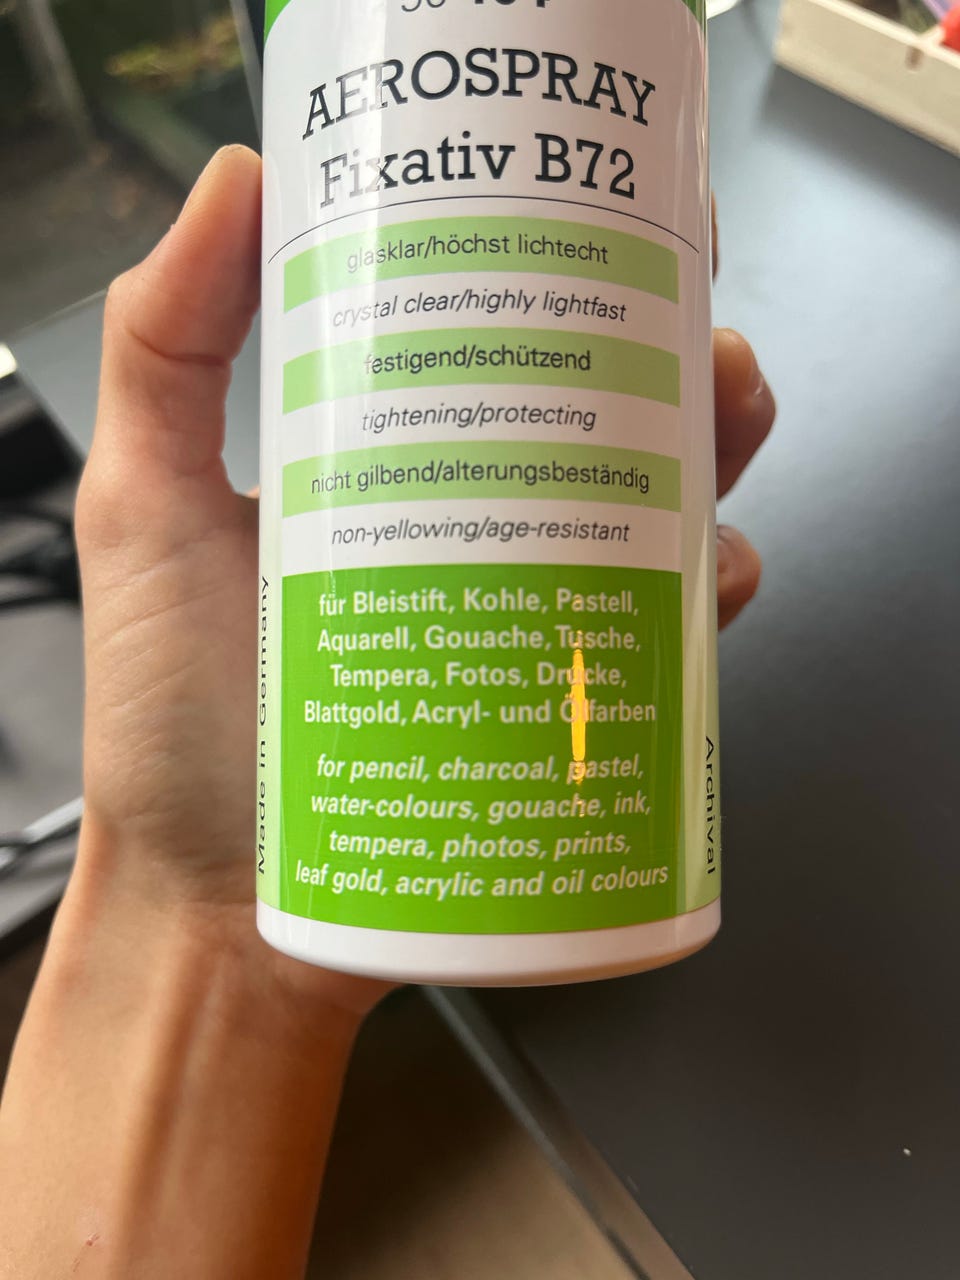 AEROSPRAY
Fixativ B72
glasklar/höchst lichtecht
crystal clear/highly lightfast
festigend/schützend
tightening/protecting
nicht gilbend/alterungsbeständig
non-yellowing/age-resistant
für Bleistift, Kohle, Pastell,
Aquarell, Gouache, Tusche,
Tempera, Fotos, Drucke,
Blattgold, Acryl- und Ölfarben
for pencil, charcoal, pastel,
water-colours, gouache, ink,
tempera, photos, prints,
leaf gold, acrylic and oil colours
Made in Germany
Archival